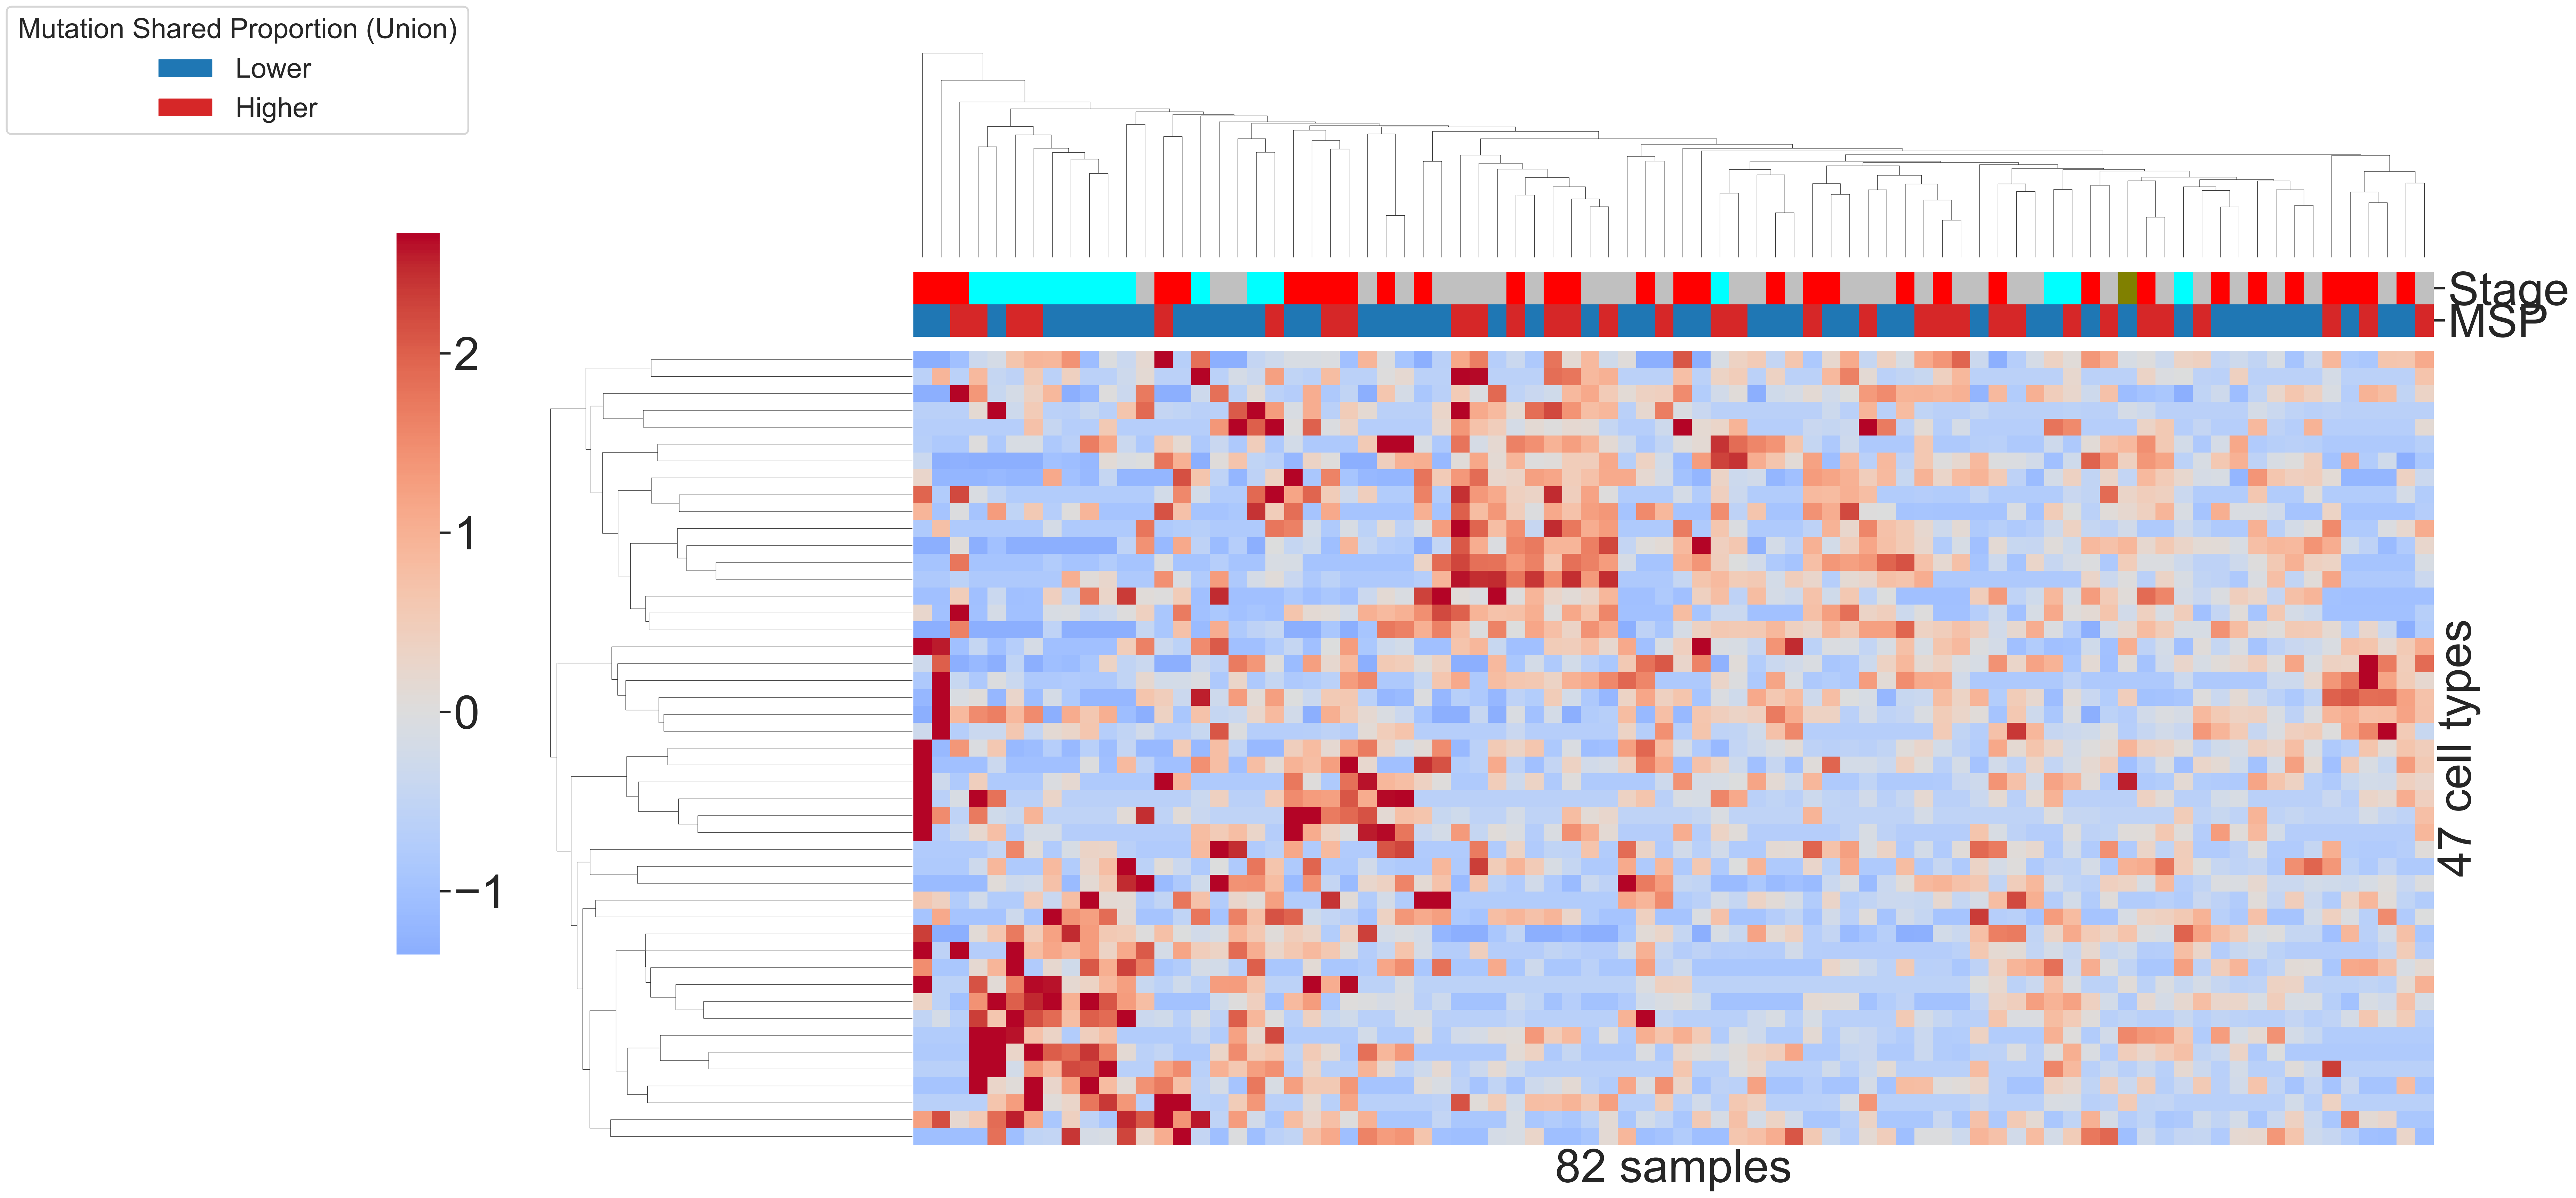 Mutation Shared Proportion (Union)
Lower
Higher
2
1
0
−1
Stage
MSP
47 cell types
82 samples